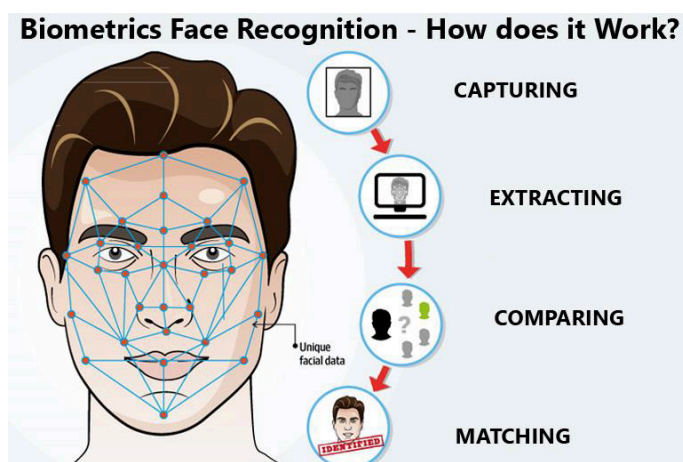 Biometrics Face Recognition - How does it Work?
CAPTURING
EXTRACTING
COMPARING
?
Unique
facial data
IDENTIFIED
MATCHING